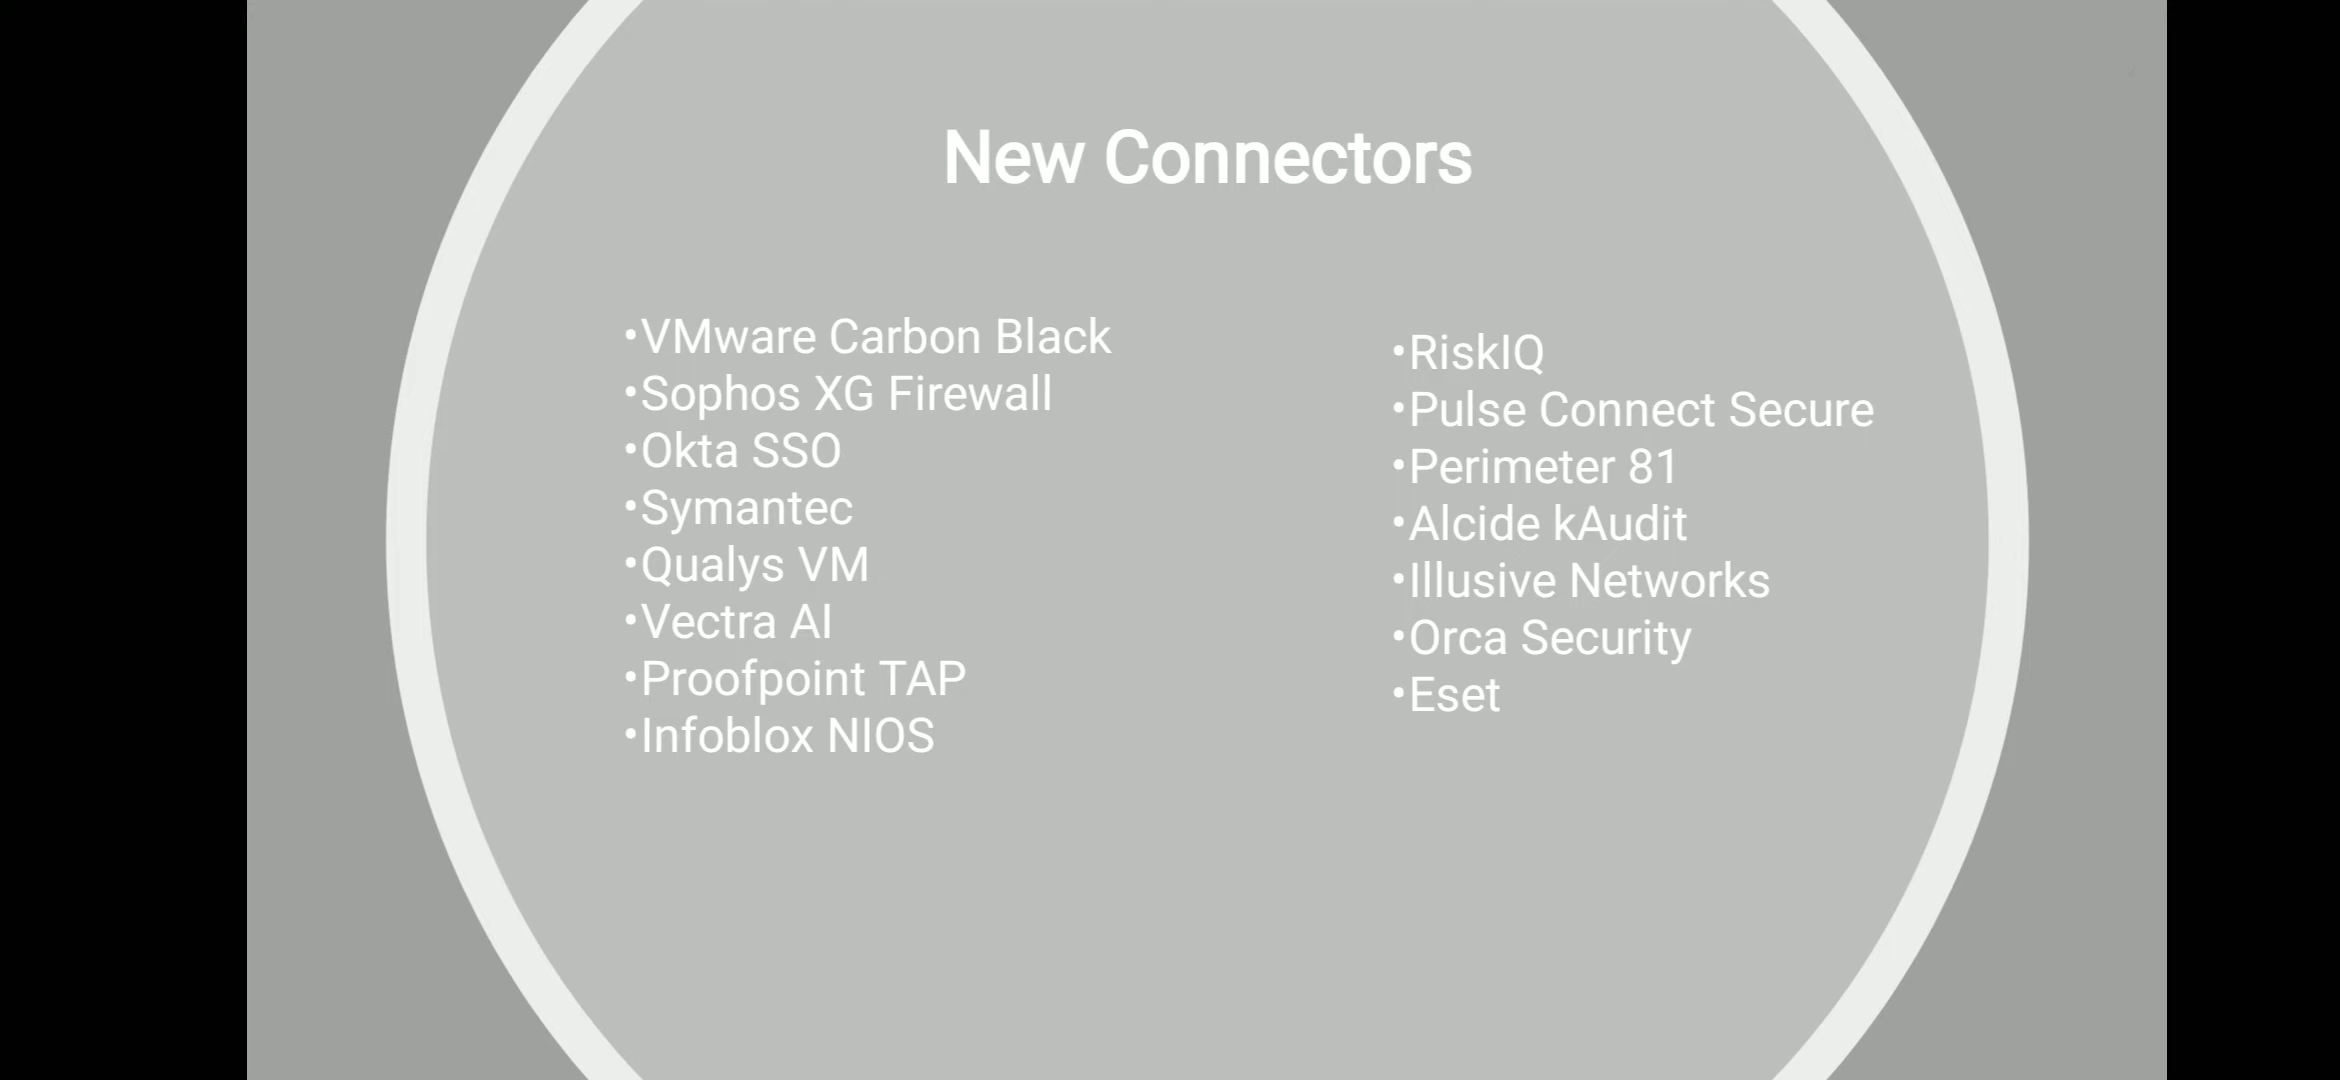 New Connectors
•VMware Carbon Black
•Sophos XG Firewall
•Okta SSO
•Symantec
•Qualys VM
•Vectra AI
•Proofpoint TAP
•Infoblox NIOS
•RiskIQ
•Pulse Connect Secure
•Perimeter 81
•Alcide kAudit
•Illusive Networks
•Orca Security
•Eset